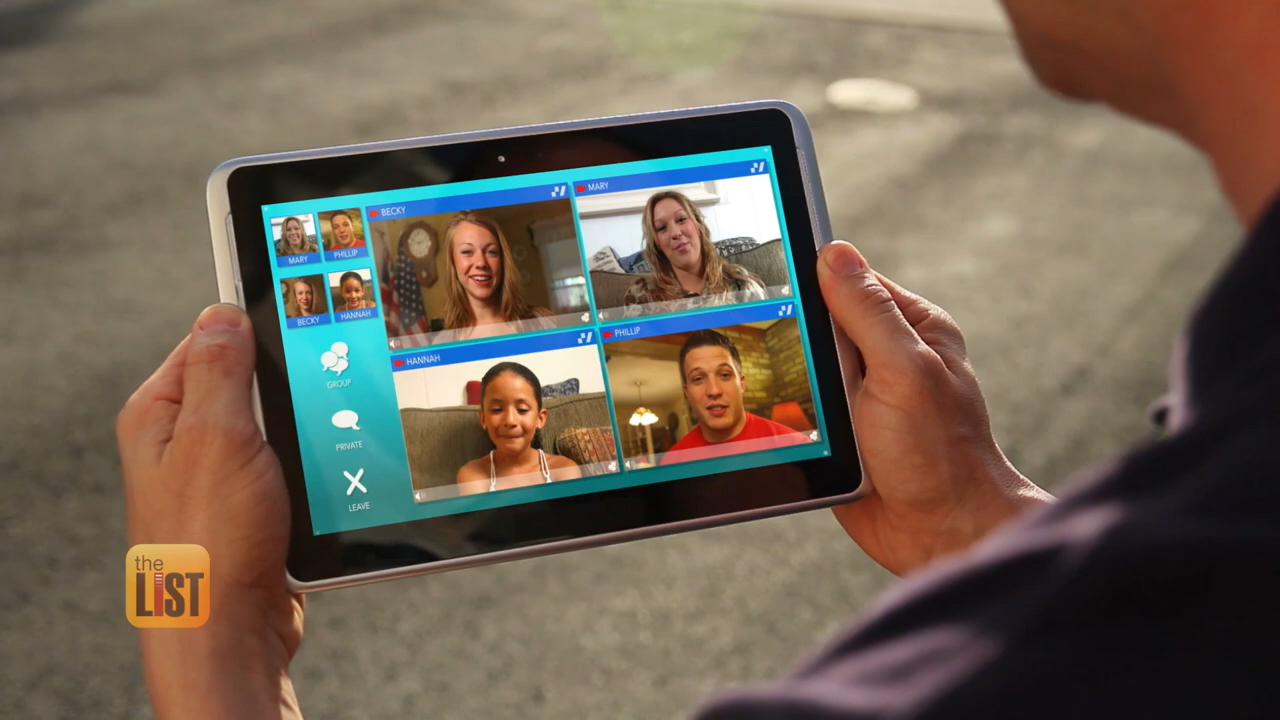 MARY
PHILLIP
BECKY
HANNAH
GROUP
PRIVATE
LEAVE
BECKY
MARY
HANNAH
PHILLIP
the
LIST